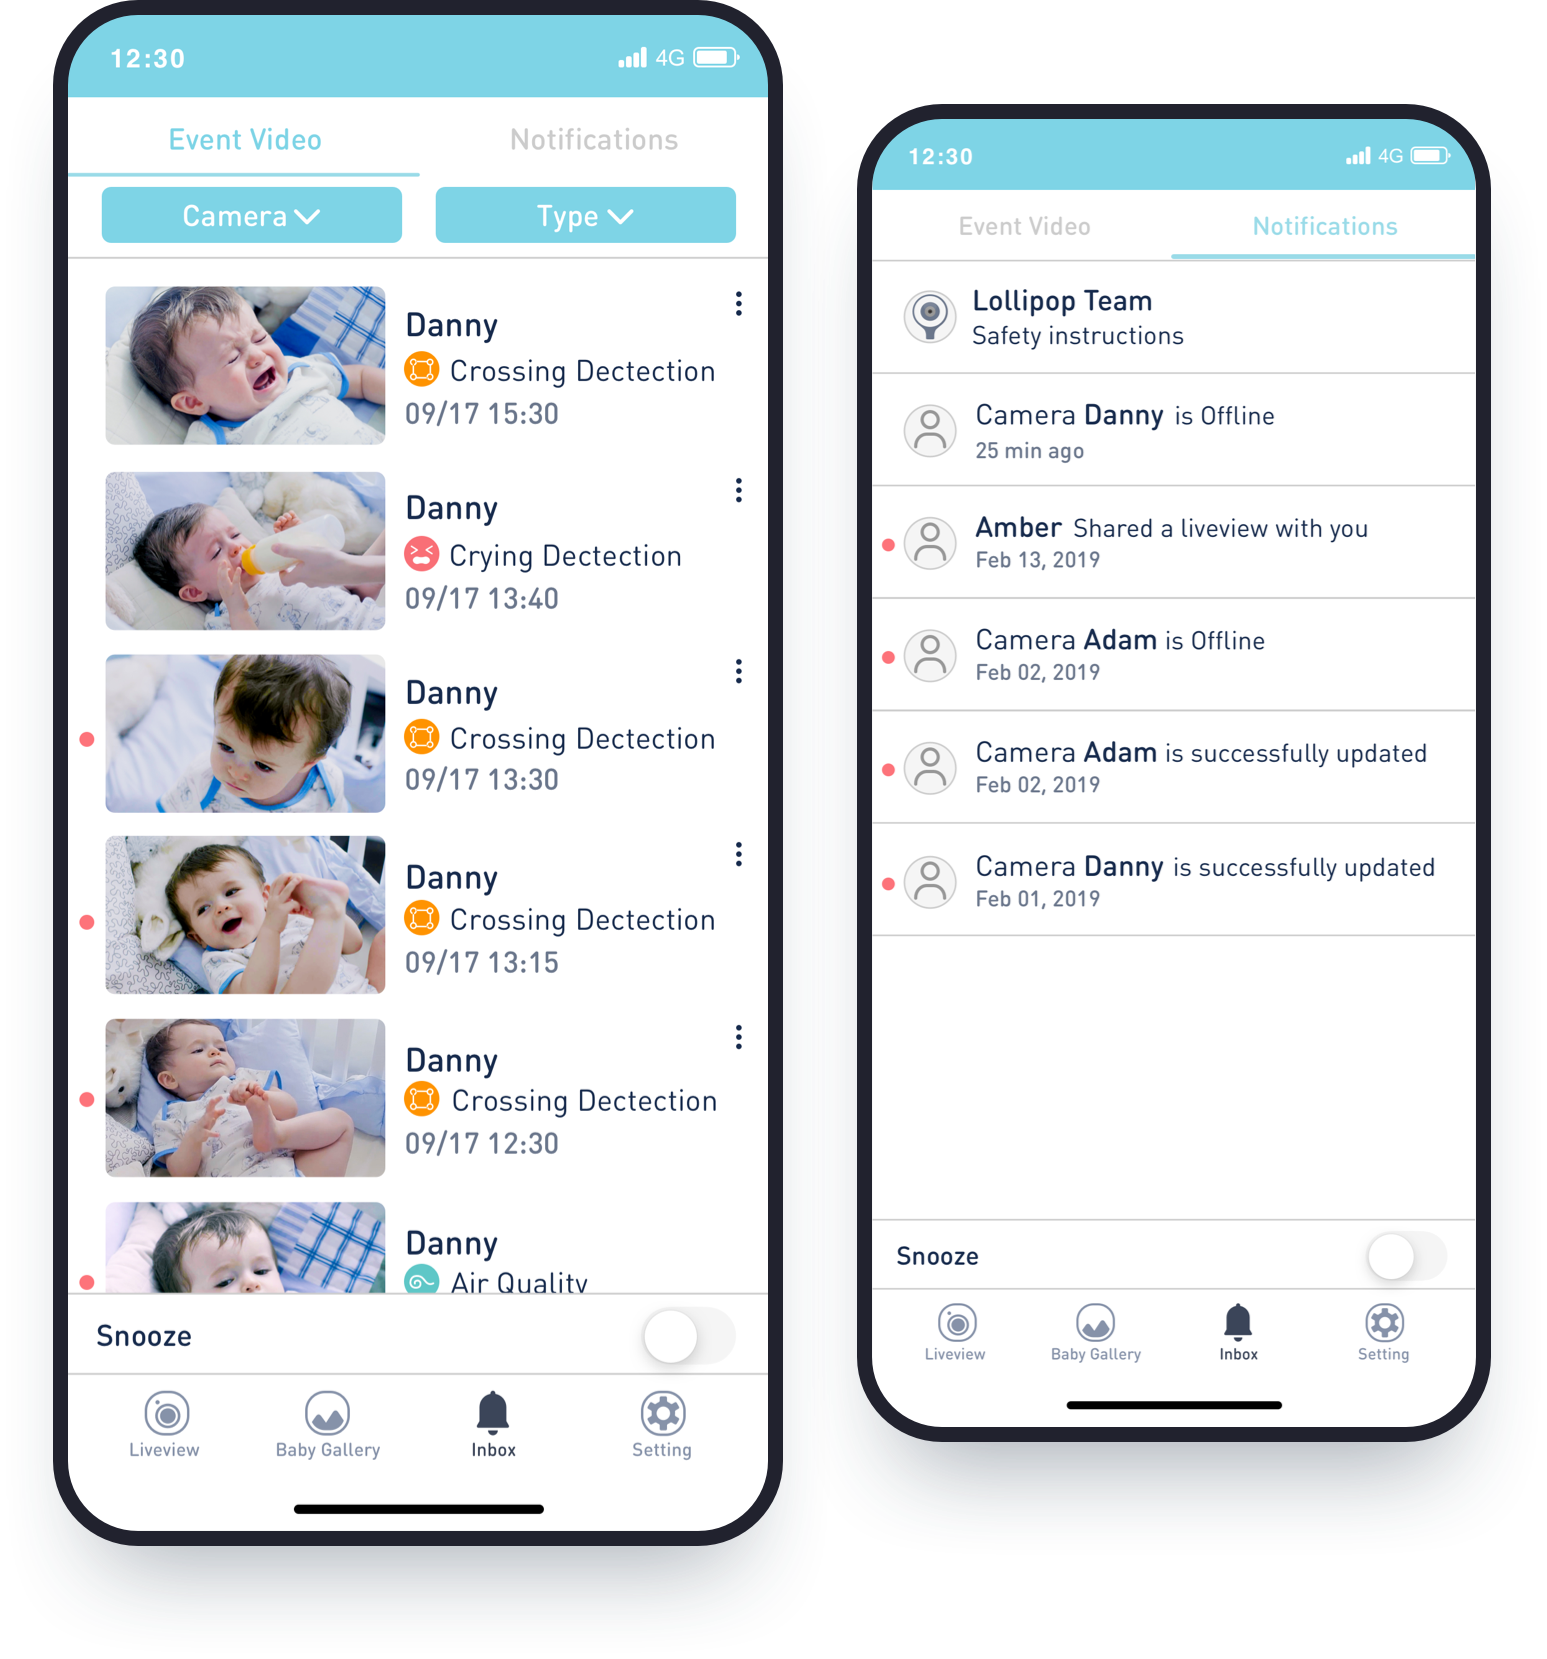 12:30
4G
Event Video
Notifications
Camera
Type
Danny
Crossing Dectection
09/17 15:30
Danny
Crying Dectection
09/17 13:40
Danny
Crossing Dectection
09/17 13:30
Danny
Crossing Dectection
09/17 13:15
Danny
Crossing Dectection
09/17 12:30
Danny
Air Quality
Snooze
Liveview
Baby Gallery
Inbox
Setting
12:30
4G
Event Video
Notifications
Lollipop Team
Safety instructions
Camera Danny is Offline
25 min ago
Amber Shared a liveview with you
Feb 13, 2019
Camera Adam is Offline
Feb 02, 2019
Camera Adam is successfully updated
Feb 02, 2019
Camera Danny is successfully updated
Feb 01, 2019
Snooze
Liveview
Baby Gallery
Inbox
Setting